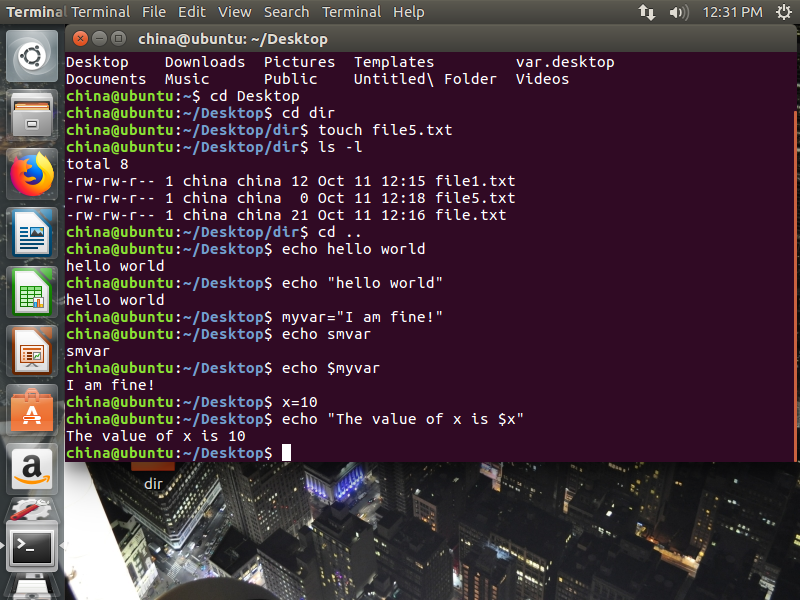 Terminal Terminal File Edit View Search Terminal Help 12:31 PM
china@ubuntu: ~/Desktop
Desktop Downloads Pictures Templates var.desktop
Documents Music Public Untitled\ Folder Videos
china@ubuntu:~$ cd Desktop
china@ubuntu:~/Desktop$ cd dir
china@ubuntu:~/Desktop/dir$ touch file5.txt
china@ubuntu:~/Desktop/dir$ ls -l
total 8
-rw-rw-r-- 1 china china 12 Oct 11 12:15 file1.txt
-rw-rw-r-- 1 china china  0 Oct 11 12:18 file5.txt
-rw-rw-r-- 1 china china 21 Oct 11 12:16 file.txt
china@ubuntu:~/Desktop/dir$ cd ..
china@ubuntu:~/Desktop$ echo hello world
hello world
china@ubuntu:~/Desktop$ echo "hello world"
hello world
china@ubuntu:~/Desktop$ myvar="I am fine!"
china@ubuntu:~/Desktop$ echo smvar
smvar
china@ubuntu:~/Desktop$ echo $myvar
I am fine!
china@ubuntu:~/Desktop$ x=10
china@ubuntu:~/Desktop$ echo "The value of x is $x"
The value of x is 10
china@ubuntu:~/Desktop$
dir